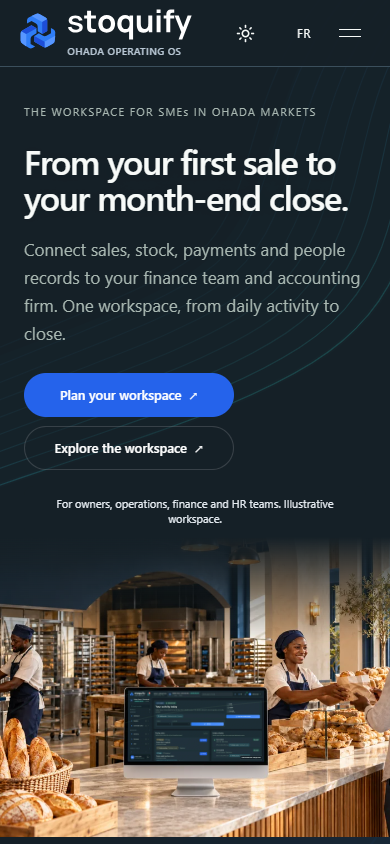 stoquify
OHADA OPERATING OS
FR
THE WORKSPACE FOR SMEs IN OHADA MARKETS
From your first sale to
your month-end close.
Connect sales, stock, payments and people
records to your finance team and accounting
firm. One workspace, from daily activity to
close.
Plan your workspace ↗
Explore the workspace ↗
For owners, operations, finance and HR teams. Illustrative
workspace.